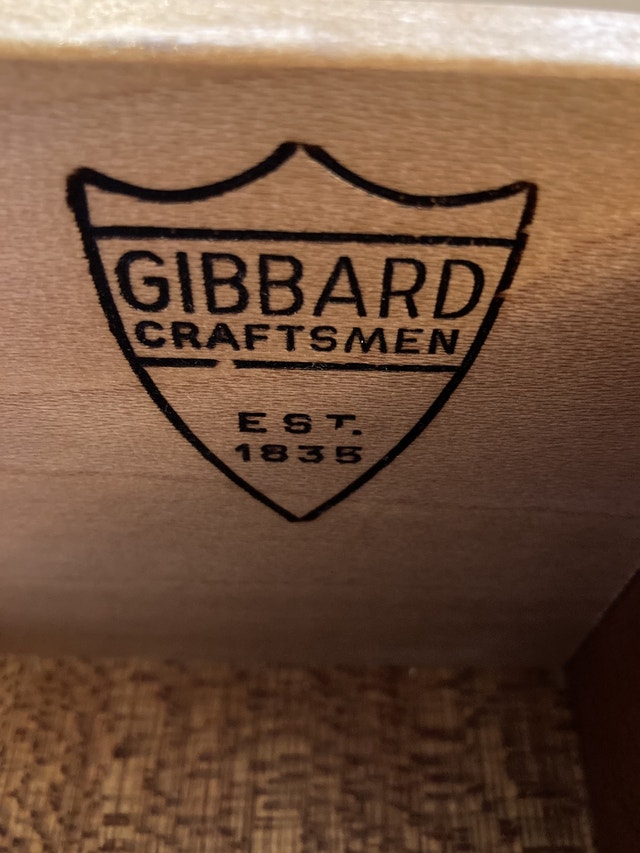 GIBBARD
CRAFTSMEN
EST.
1835